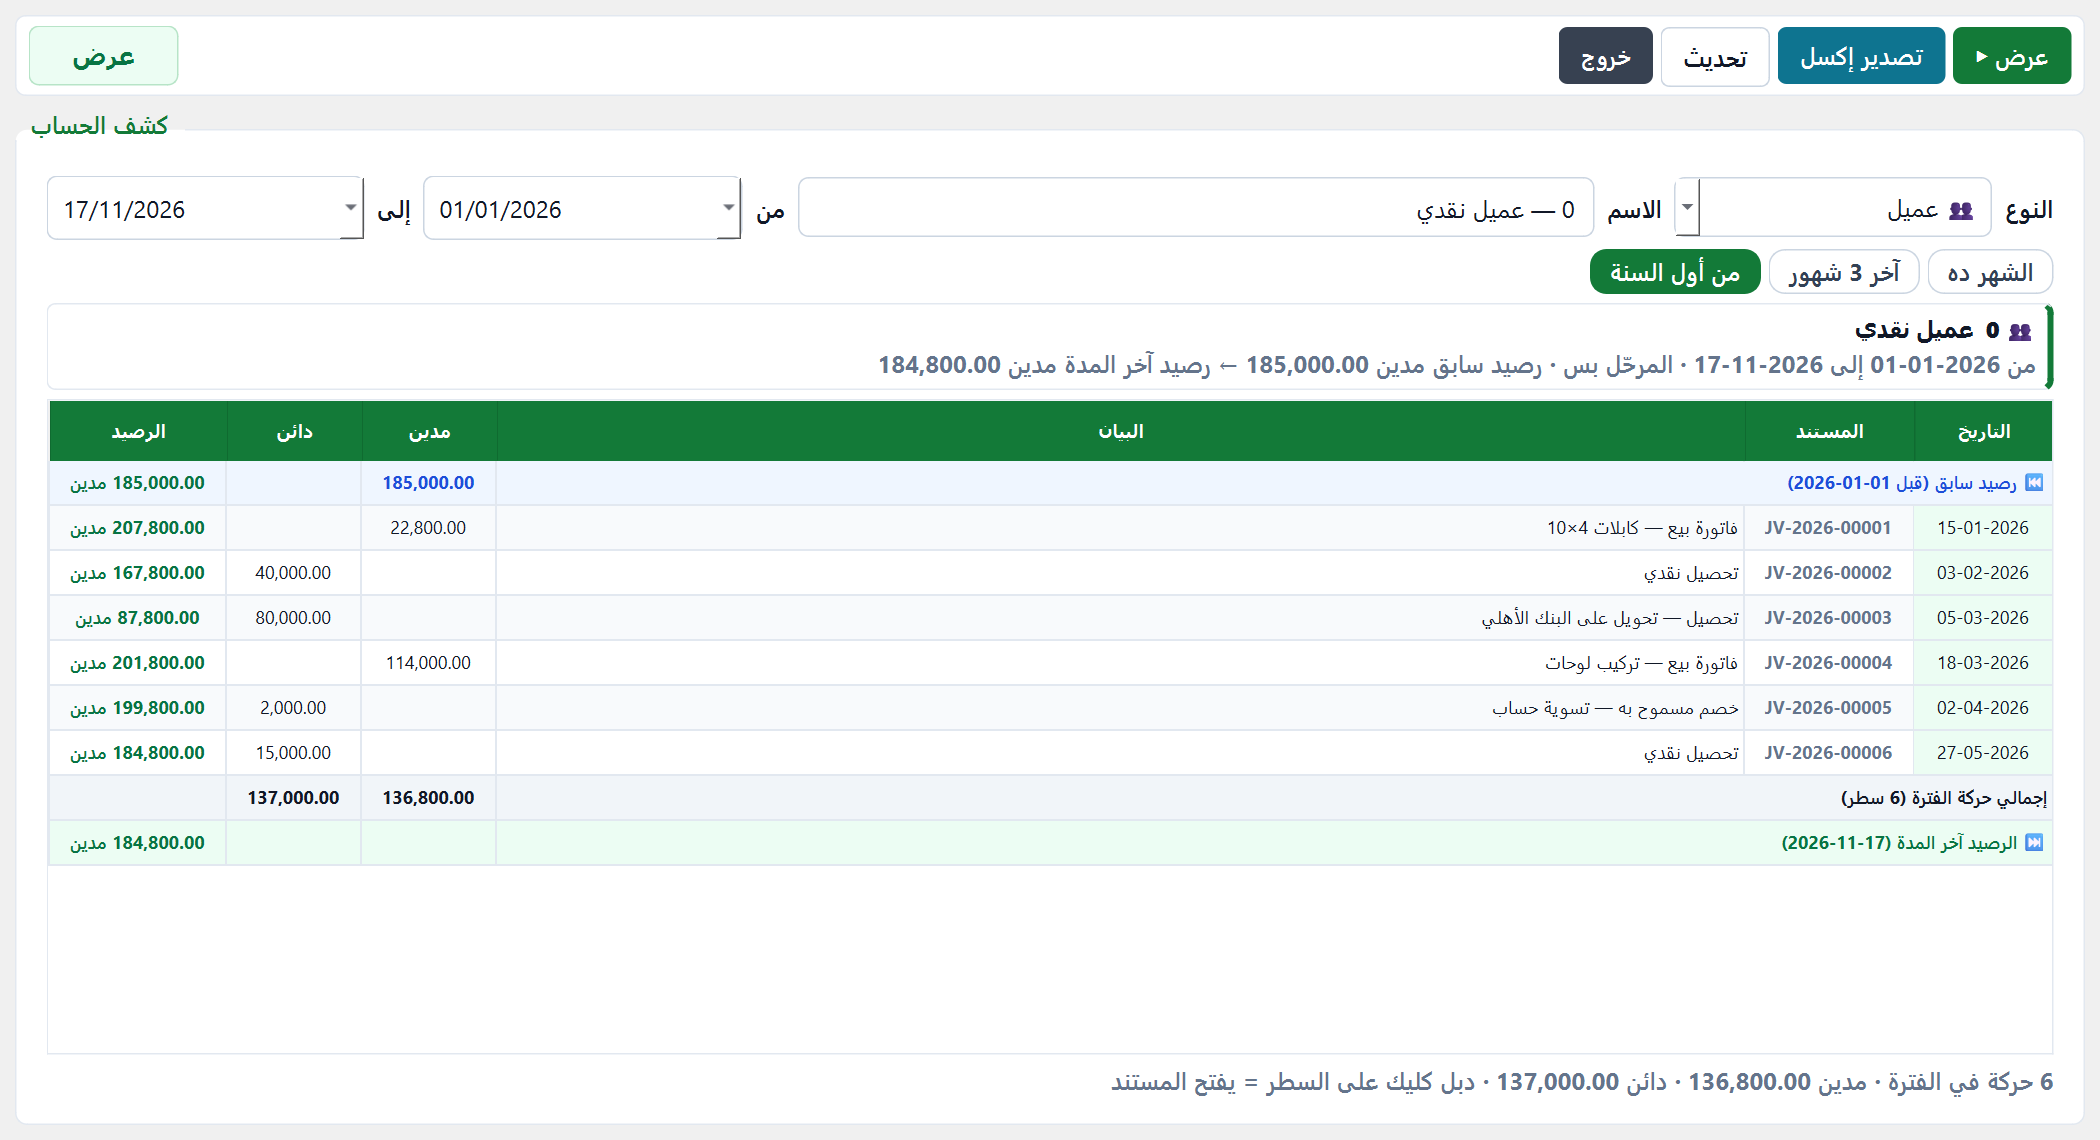 عرض ▶ تصدير إكسل تحديث خروج عرض
كشف الحساب
النوع 👥 عميل الاسم 0 — عميل نقدي من 01/01/2026 إلى 17/11/2026
الشهر ده آخر 3 شهور من أول السنة
👥 0 عميل نقدي
من 01-01-2026 إلى 17-11-2026 · المرحّل بس · رصيد سابق مدين 185,000.00 ← رصيد آخر المدة مدين 184,800.00
التاريخ المستند البيان مدين دائن الرصيد
⏮ رصيد سابق (قبل 01-01-2026) 185,000.00 185,000.00 مدين
15-01-2026 JV-2026-00001 فاتورة بيع — كابلات 4×10 22,800.00 207,800.00 مدين
03-02-2026 JV-2026-00002 تحصيل نقدي 40,000.00 167,800.00 مدين
05-03-2026 JV-2026-00003 تحصيل — تحويل على البنك الأهلي 80,000.00 87,800.00 مدين
18-03-2026 JV-2026-00004 فاتورة بيع — تركيب لوحات 114,000.00 201,800.00 مدين
02-04-2026 JV-2026-00005 خصم مسموح به — تسوية حساب 2,000.00 199,800.00 مدين
27-05-2026 JV-2026-00006 تحصيل نقدي 15,000.00 184,800.00 مدين
إجمالي حركة الفترة (6 سطر) 136,800.00 137,000.00
⏭ الرصيد آخر المدة (17-11-2026) 184,800.00 مدين
6 حركة في الفترة · مدين 136,800.00 · دائن 137,000.00 · دبل كليك على السطر = يفتح المستند